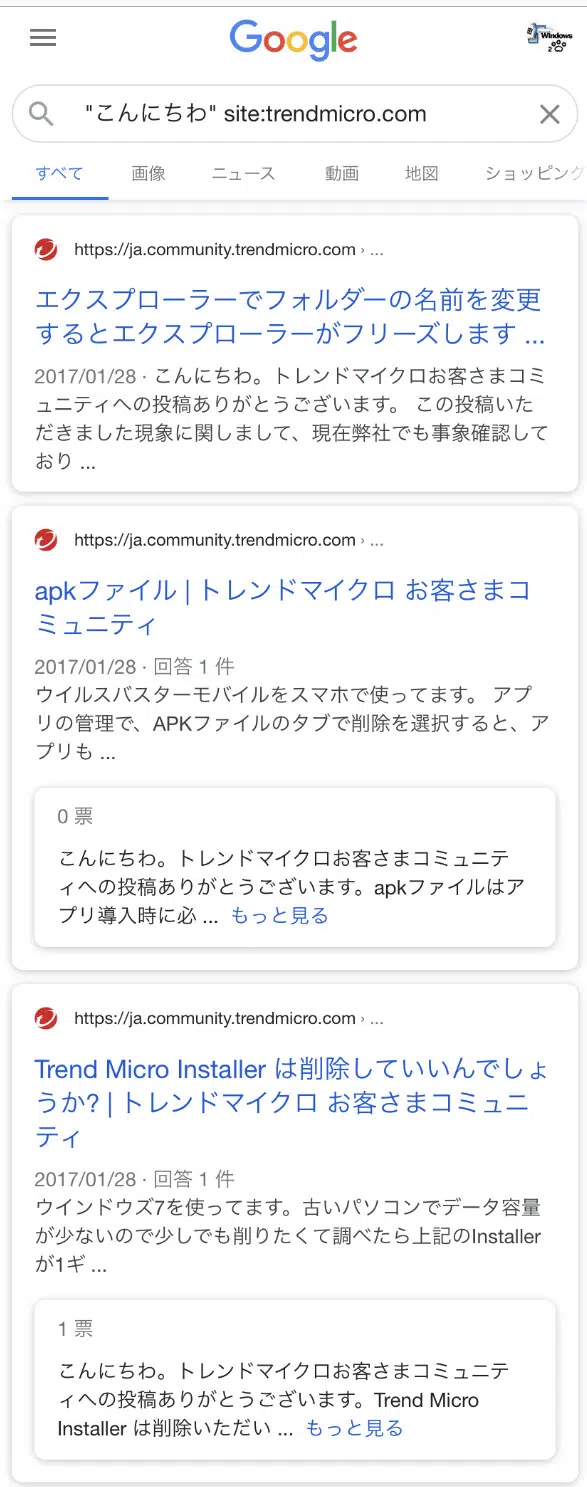 Google
Windows
"こんにちわ" site:trendmicro.com
すべて 画像 ニュース 動画 地図 ショッピング
https://ja.community.trendmicro.com › ...
エクスプローラーでフォルダーの名前を変更
するとエクスプローラーがフリーズします ...
2017/01/28 · こんにちわ。トレンドマイクロお客さまコミ
ュニティへの投稿ありがとうございます。 この投稿いた
だきました現象に関しまして、現在弊社でも事象確認して
おり ...
https://ja.community.trendmicro.com › ...
apkファイル | トレンドマイクロ お客さまコ
ミュニティ
2017/01/28 · 回答 1 件
ウイルスバスターモバイルをスマホで使ってます。 アプ
リの管理で、APKファイルのタブで削除を選択すると、ア
プリも ...
0 票
こんにちわ。トレンドマイクロお客さまコミュニテ
ィへの投稿ありがとうございます。apkファイルはア
プリ導入時に必 ... もっと見る
https://ja.community.trendmicro.com › ...
Trend Micro Installer は削除していいんでしょ
うか? | トレンドマイクロ お客さまコミュニ
ティ
2017/01/28 · 回答 1 件
ウインドウズ7を使ってます。古いパソコンでデータ容量
が少ないので少しでも削りたくて調べたら上記のInstaller
が1ギ ...
1 票
こんにちわ。トレンドマイクロお客さまコミュニテ
ィへの投稿ありがとうございます。Trend Micro
Installer は削除いただい ... もっと見る